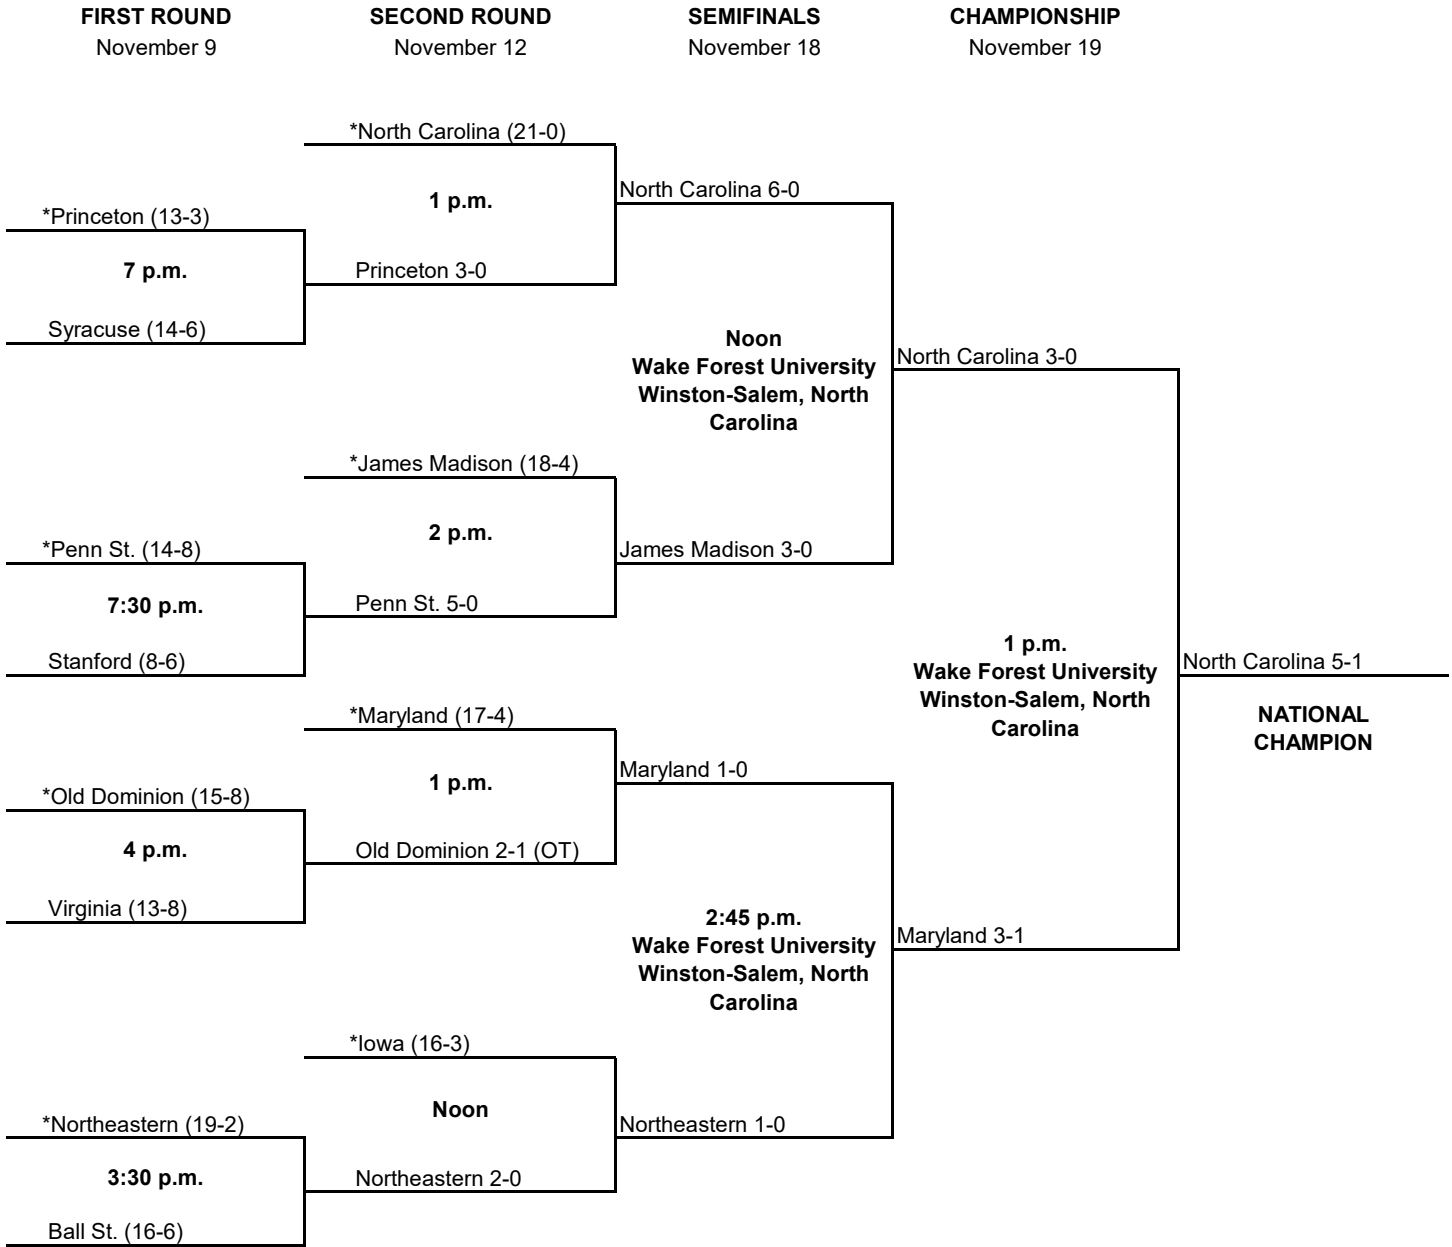 FIRST ROUND
November 9
SECOND ROUND
November 12
SEMIFINALS
November 18
CHAMPIONSHIP
November 19
*North Carolina (21-0)
1 p.m.
North Carolina 6-0
*Princeton (13-3)
7 p.m.
Princeton 3-0
Syracuse (14-6)
Noon
Wake Forest University
Winston-Salem, North
Carolina
North Carolina 3-0
*James Madison (18-4)
2 p.m.
James Madison 3-0
*Penn St. (14-8)
7:30 p.m.
Penn St. 5-0
Stanford (8-6)
1 p.m.
Wake Forest University
Winston-Salem, North
Carolina
North Carolina 5-1
NATIONAL
CHAMPION
*Maryland (17-4)
1 p.m.
Maryland 1-0
*Old Dominion (15-8)
4 p.m.
Old Dominion 2-1 (OT)
Virginia (13-8)
2:45 p.m.
Wake Forest University
Winston-Salem, North
Carolina
Maryland 3-1
*Iowa (16-3)
Noon
Northeastern 1-0
*Northeastern (19-2)
3:30 p.m.
Northeastern 2-0
Ball St. (16-6)